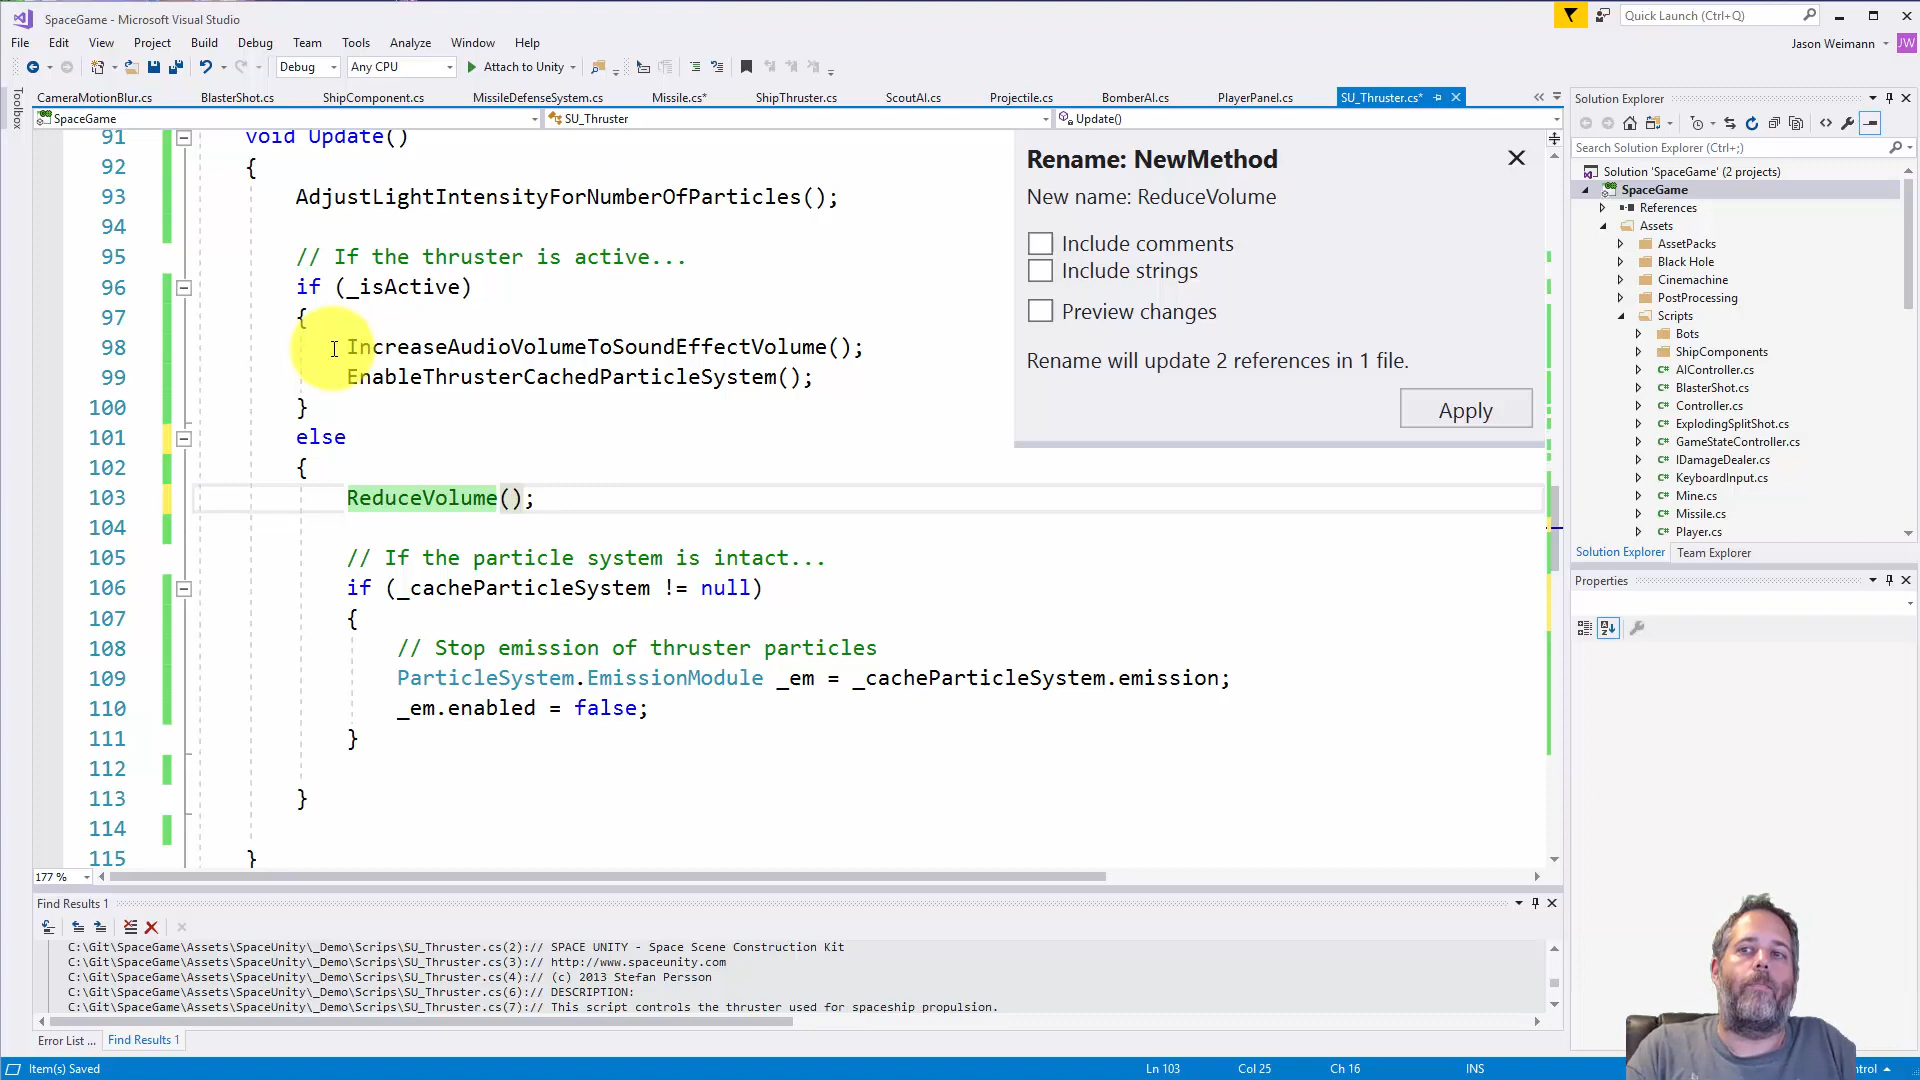 SpaceGame - Microsoft Visual Studio
Quick Launch (Ctrl+Q)
File Edit View Project Build Debug Team Tools Analyze Window Help
Jason Weimann JW
Debug Any CPU Attach to Unity
Toolbox
CameraMotionBlur.cs BlasterShot.cs ShipComponent.cs MissileDefenseSystem.cs Missile.cs* ShipThruster.cs ScoutAI.cs Projectile.cs BomberAI.cs PlayerPanel.cs SU_Thruster.cs*
SpaceGame SU_Thruster Update()
91 void Update()
92 {
93 AdjustLightIntensityForNumberOfParticles();
94
95 // If the thruster is active...
96 if (_isActive)
97 {
98 IncreaseAudioVolumeToSoundEffectVolume();
99 EnableThrusterCachedParticleSystem();
100 }
101 else
102 {
103 ReduceVolume();
104
105 // If the particle system is intact...
106 if (_cacheParticleSystem != null)
107 {
108 // Stop emission of thruster particles
109 ParticleSystem.EmissionModule _em = _cacheParticleSystem.emission;
110 _em.enabled = false;
111 }
112
113 }
114
115 }
Rename: NewMethod
New name: ReduceVolume
Include comments
Include strings
Preview changes
Rename will update 2 references in 1 file.
Apply
177 %
Find Results 1
C:\Git\SpaceGame\Assets\SpaceUnity\_Demo\Scrips\SU_Thruster.cs(2):// SPACE UNITY - Space Scene Construction Kit
C:\Git\SpaceGame\Assets\SpaceUnity\_Demo\Scrips\SU_Thruster.cs(3):// http://www.spaceunity.com
C:\Git\SpaceGame\Assets\SpaceUnity\_Demo\Scrips\SU_Thruster.cs(4):// (c) 2013 Stefan Persson
C:\Git\SpaceGame\Assets\SpaceUnity\_Demo\Scrips\SU_Thruster.cs(6):// DESCRIPTION:
C:\Git\SpaceGame\Assets\SpaceUnity\_Demo\Scrips\SU_Thruster.cs(7):// This script controls the thruster used for spaceship propulsion.
Error List ... Find Results 1
Item(s) Saved Ln 103 Col 25 Ch 16 INS
Solution Explorer
Search Solution Explorer (Ctrl+;)
Solution 'SpaceGame' (2 projects)
SpaceGame
References
Assets
AssetPacks
Black Hole
Cinemachine
PostProcessing
Scripts
Bots
ShipComponents
AIController.cs
BlasterShot.cs
Controller.cs
ExplodingSplitShot.cs
GameStateController.cs
IDamageDealer.cs
KeyboardInput.cs
Mine.cs
Missile.cs
Player.cs
Solution Explorer Team Explorer
Properties